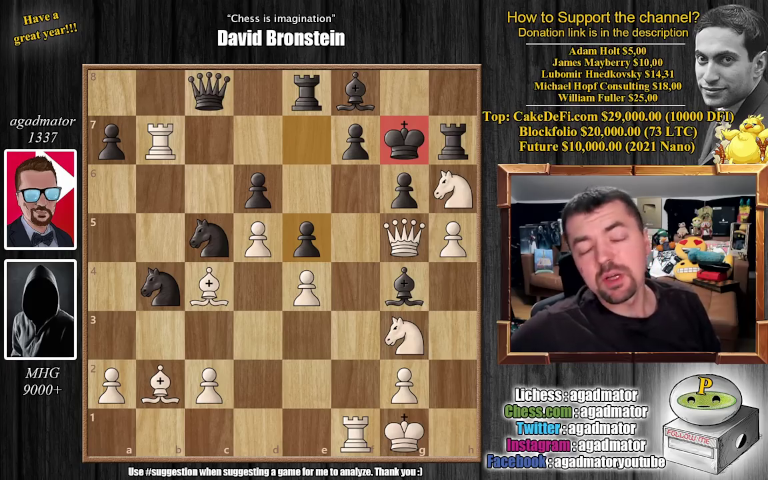 Have a
great year!!!
“Chess is imagination”
David Bronstein
How to Support the channel?
Donation link is in the description
Adam Holt $5,00
James Mayberry $10,00
Lubomir Hnedkovsky $14,31
Michael Hopf Consulting $18,00
William Fuller $25,00
Top: CakeDeFi.com $29,000.00 (10000 DFI)
Blockfolio $20,000.00 (73 LTC)
Future $10,000.00 (2021 Nano)
agadmator
1337
MHG
9000+
8
7
6
5
4
3
2
1
a
b
c
d
e
f
g
h
Lichess : agadmator
Chess.com : agadmator
Twitter : agadmator
Instagram : agadmator
Facebook : agadmatoryoutube
P
Use #suggestion when suggesting a game for me to analyze. Thank you :)